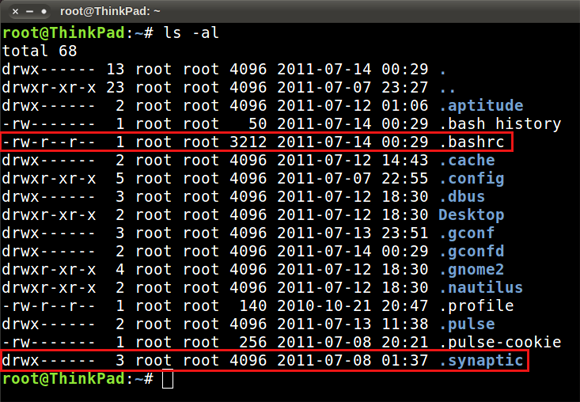 root@ThinkPad: ~
root@ThinkPad:~# ls -al
total 68
drwx------ 13 root root 4096 2011-07-14 00:29 .
drwxr-xr-x 23 root root 4096 2011-07-07 23:27 ..
drwx------  2 root root 4096 2011-07-12 01:06 .aptitude
-rw-------  1 root root   50 2011-07-14 00:29 .bash history
-rw-r--r--  1 root root 3212 2011-07-14 00:29 .bashrc
drwx------  2 root root 4096 2011-07-12 14:43 .cache
drwxr-xr-x  5 root root 4096 2011-07-07 22:55 .config
drwx------  3 root root 4096 2011-07-12 18:30 .dbus
drwxr-xr-x  2 root root 4096 2011-07-12 18:30 Desktop
drwx------  3 root root 4096 2011-07-13 23:51 .gconf
drwx------  2 root root 4096 2011-07-14 00:29 .gconfd
drwxr-xr-x  4 root root 4096 2011-07-12 18:30 .gnome2
drwxr-xr-x  2 root root 4096 2011-07-12 18:30 .nautilus
-rw-r--r--  1 root root  140 2010-10-21 20:47 .profile
drwx------  2 root root 4096 2011-07-13 11:38 .pulse
-rw-------  1 root root  256 2011-07-08 20:21 .pulse-cookie
drwx------  3 root root 4096 2011-07-08 01:37 .synaptic
root@ThinkPad:~#